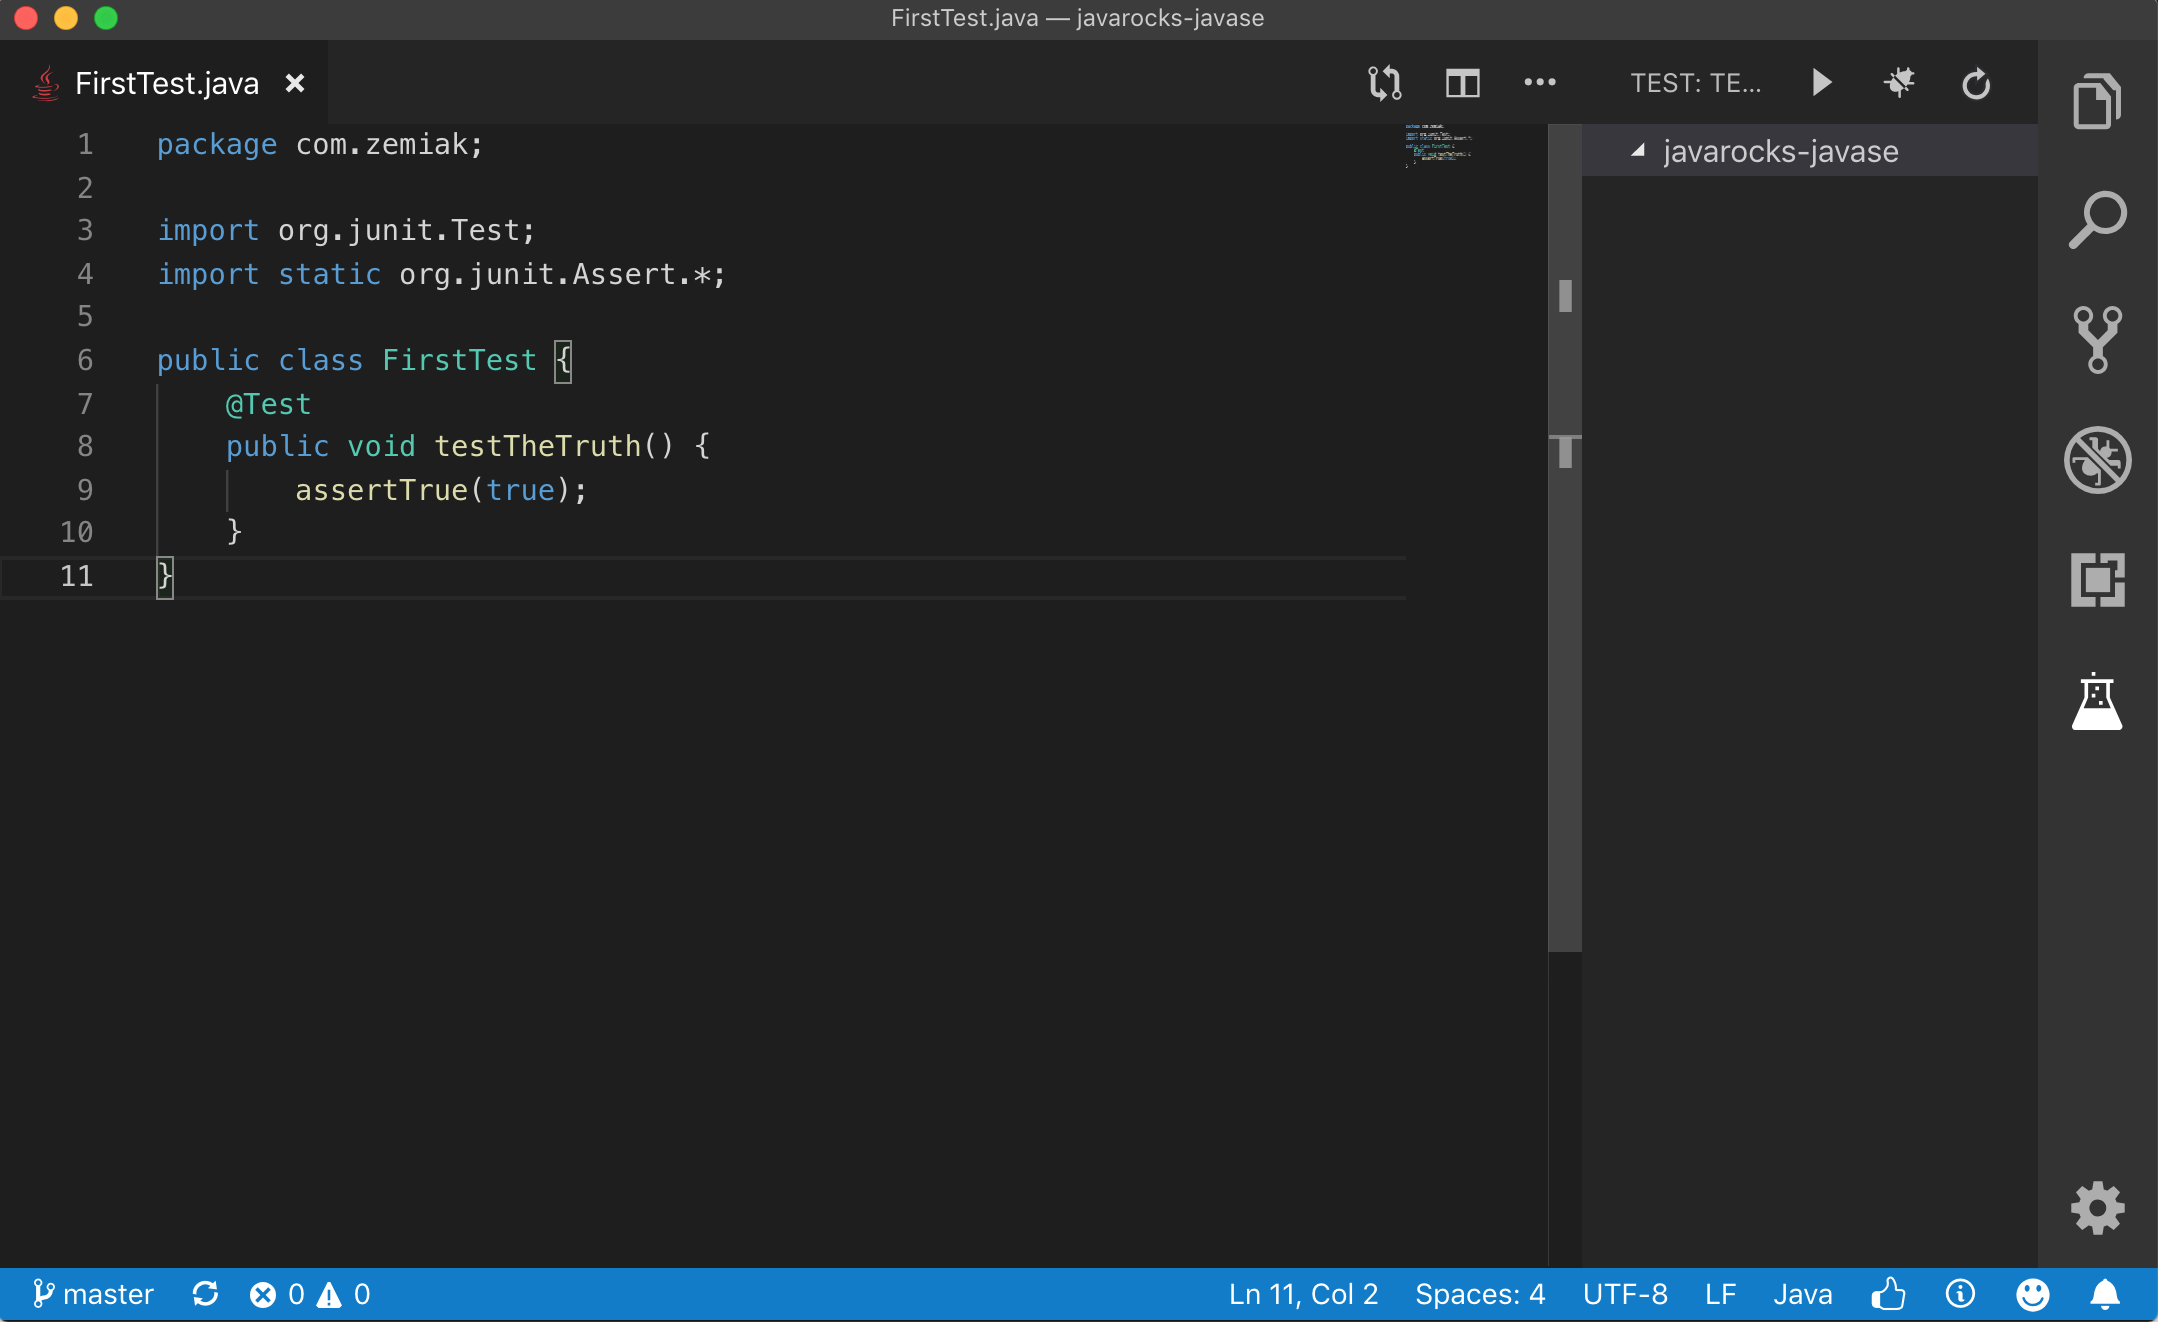 FirstTest.java — javarocks-javase
FirstTest.java
TEST: TE...
1 package com.zemiak;
2
3 import org.junit.Test;
4 import static org.junit.Assert.*;
5
6 public class FirstTest {
7 @Test
8 public void testTheTruth() {
9 assertTrue(true);
10 }
11 }
javarocks-javase
master 0 0 Ln 11, Col 2 Spaces: 4 UTF-8 LF Java